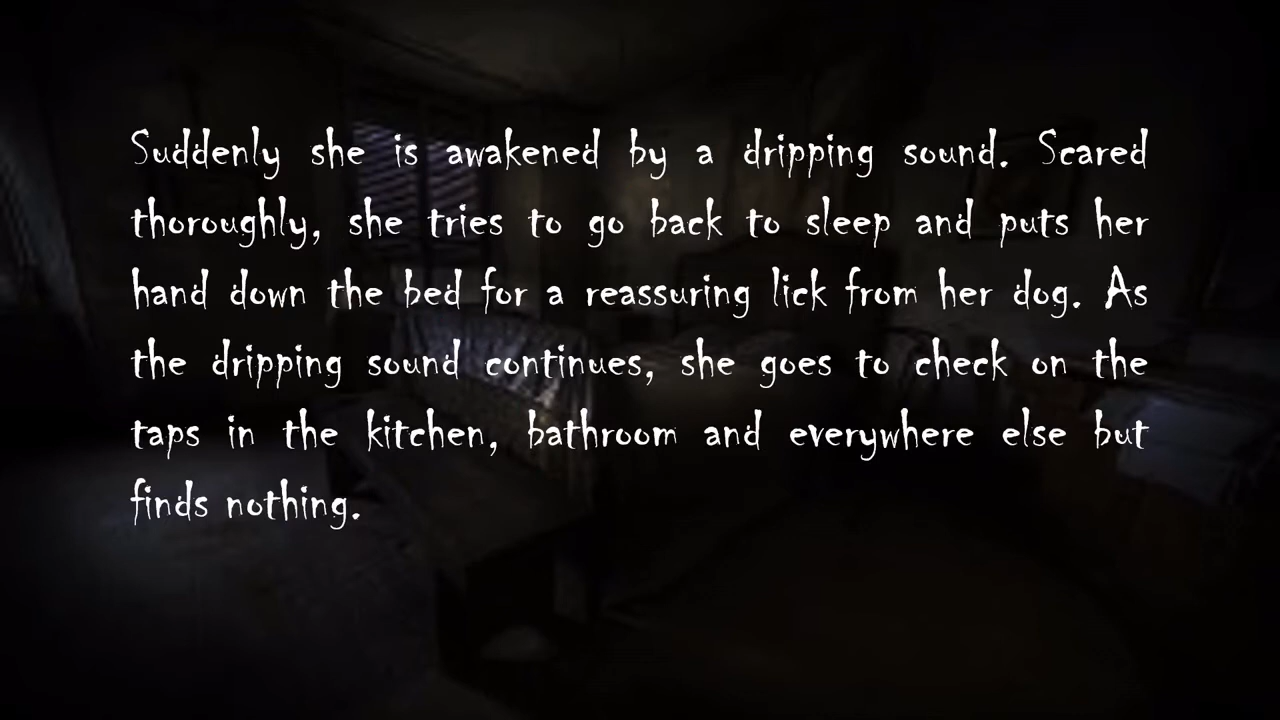 Suddenly she is awakened by a dripping sound. Scared
thoroughly, she tries to go back to sleep and puts her
hand down the bed for a reassuring lick from her dog. As
the dripping sound continues, she goes to check on the
taps in the kitchen, bathroom and everywhere else but
finds nothing.